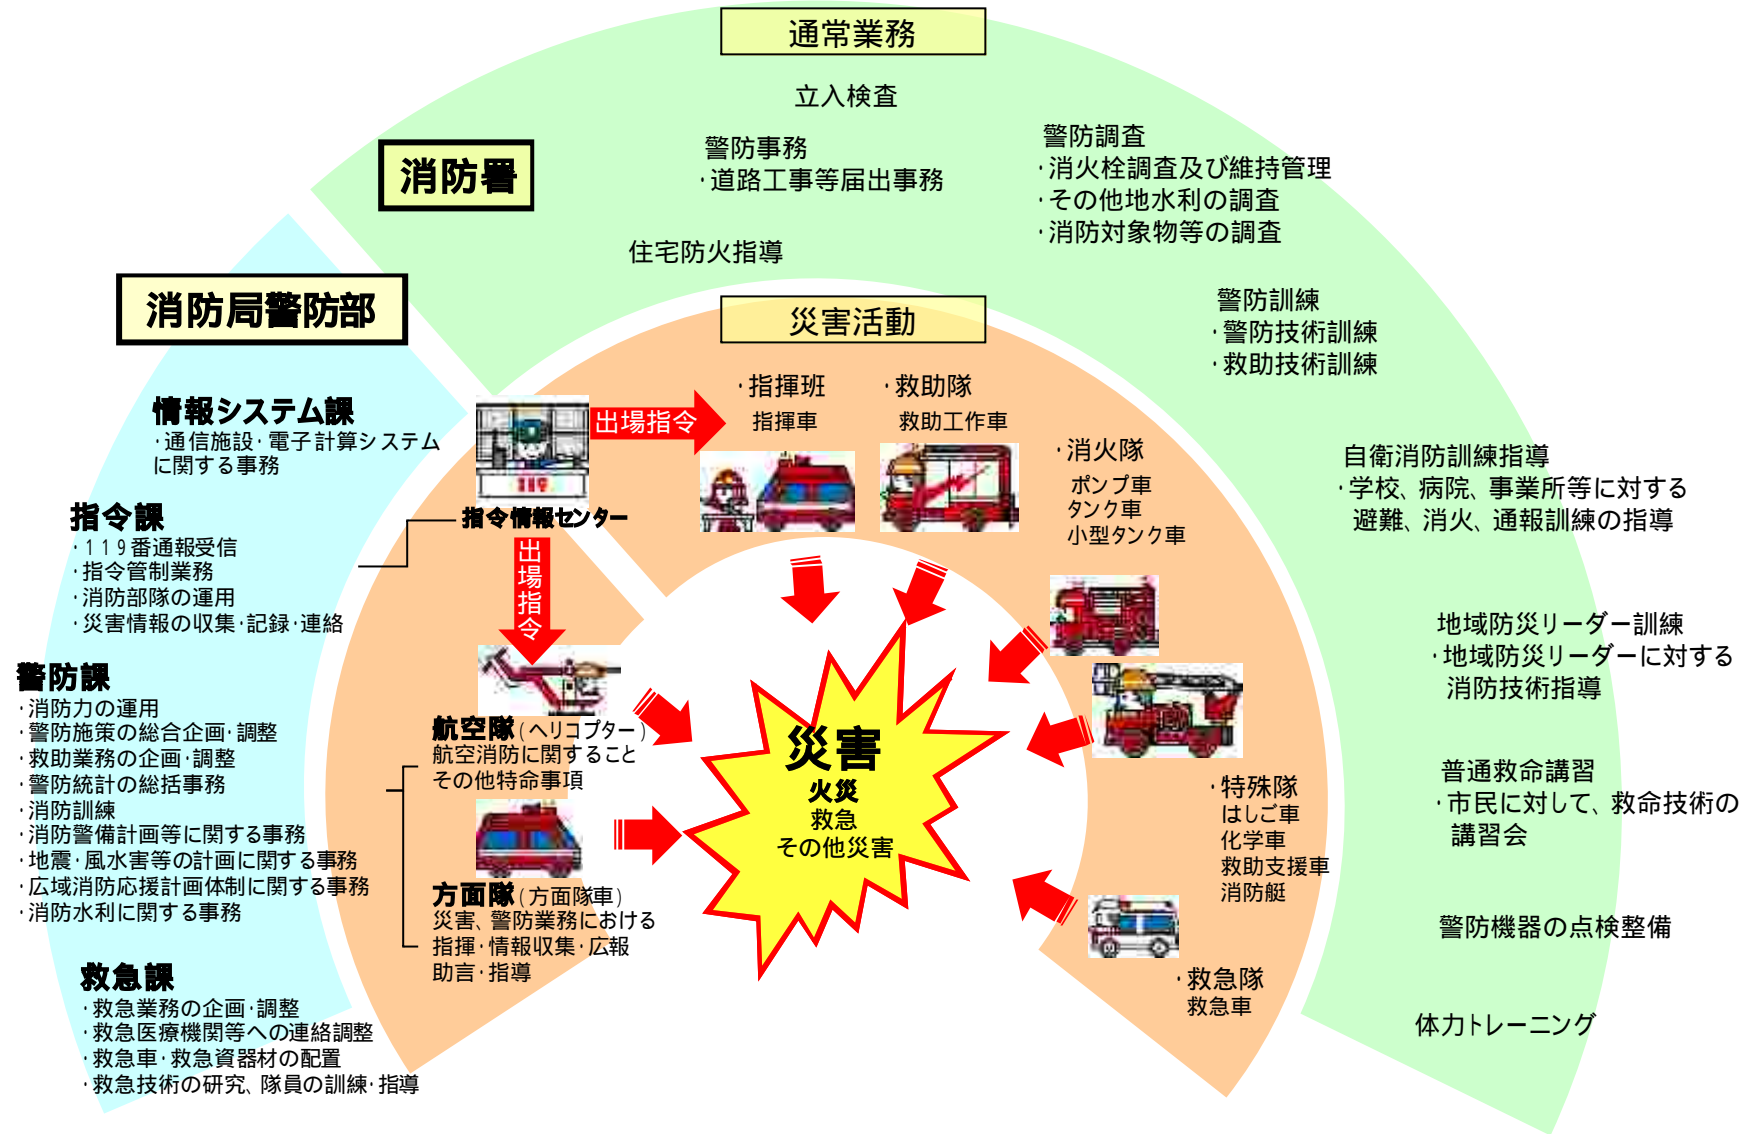 通常業務
立入検査
警防事務
・道路工事等届出事務
警防調査
・消火栓調査及び維持管理
・その他地水利の調査
・消防対象物等の調査
住宅防火指導
警防訓練
・警防技術訓練
・救助技術訓練
自衛消防訓練指導
・学校、病院、事業所等に対する
避難、消火、通報訓練の指導
地域防災リーダー訓練
・地域防災リーダーに対する
消防技術指導
普通救命講習
・市民に対して、救命技術の
講習会
警防機器の点検整備
体力トレーニング
消防署
消防局警防部
情報システム課
・通信施設・電子計算システム
に関する事務
指令課
・119番通報受信
・指令管制業務
・消防部隊の運用
・災害情報の収集・記録・連絡
警防課
・消防力の運用
・警防施策の総合企画・調整
・救助業務の企画・調整
・警防統計の総括事務
・消防訓練
・消防警備計画等に関する事務
・地震・風水害等の計画に関する事務
・広域消防応援計画体制に関する事務
・消防水利に関する事務
救急課
・救急業務の企画・調整
・救急医療機関等への連絡調整
・救急車・救急資器材の配置
・救急技術の研究、隊員の訓練・指導
災害活動
119
指令情報センター
出場指令
出場指令
・指揮班
指揮車
・救助隊
救助工作車
・消火隊
ポンプ車
タンク車
小型タンク車
・特殊隊
はしご車
化学車
救助支援車
消防艇
・救急隊
救急車
航空隊(ヘリコプター)
航空消防に関すること
その他特命事項
方面隊(方面隊車)
災害、警防業務における
指揮・情報収集・広報
助言・指導
災害
火災
救急
その他災害